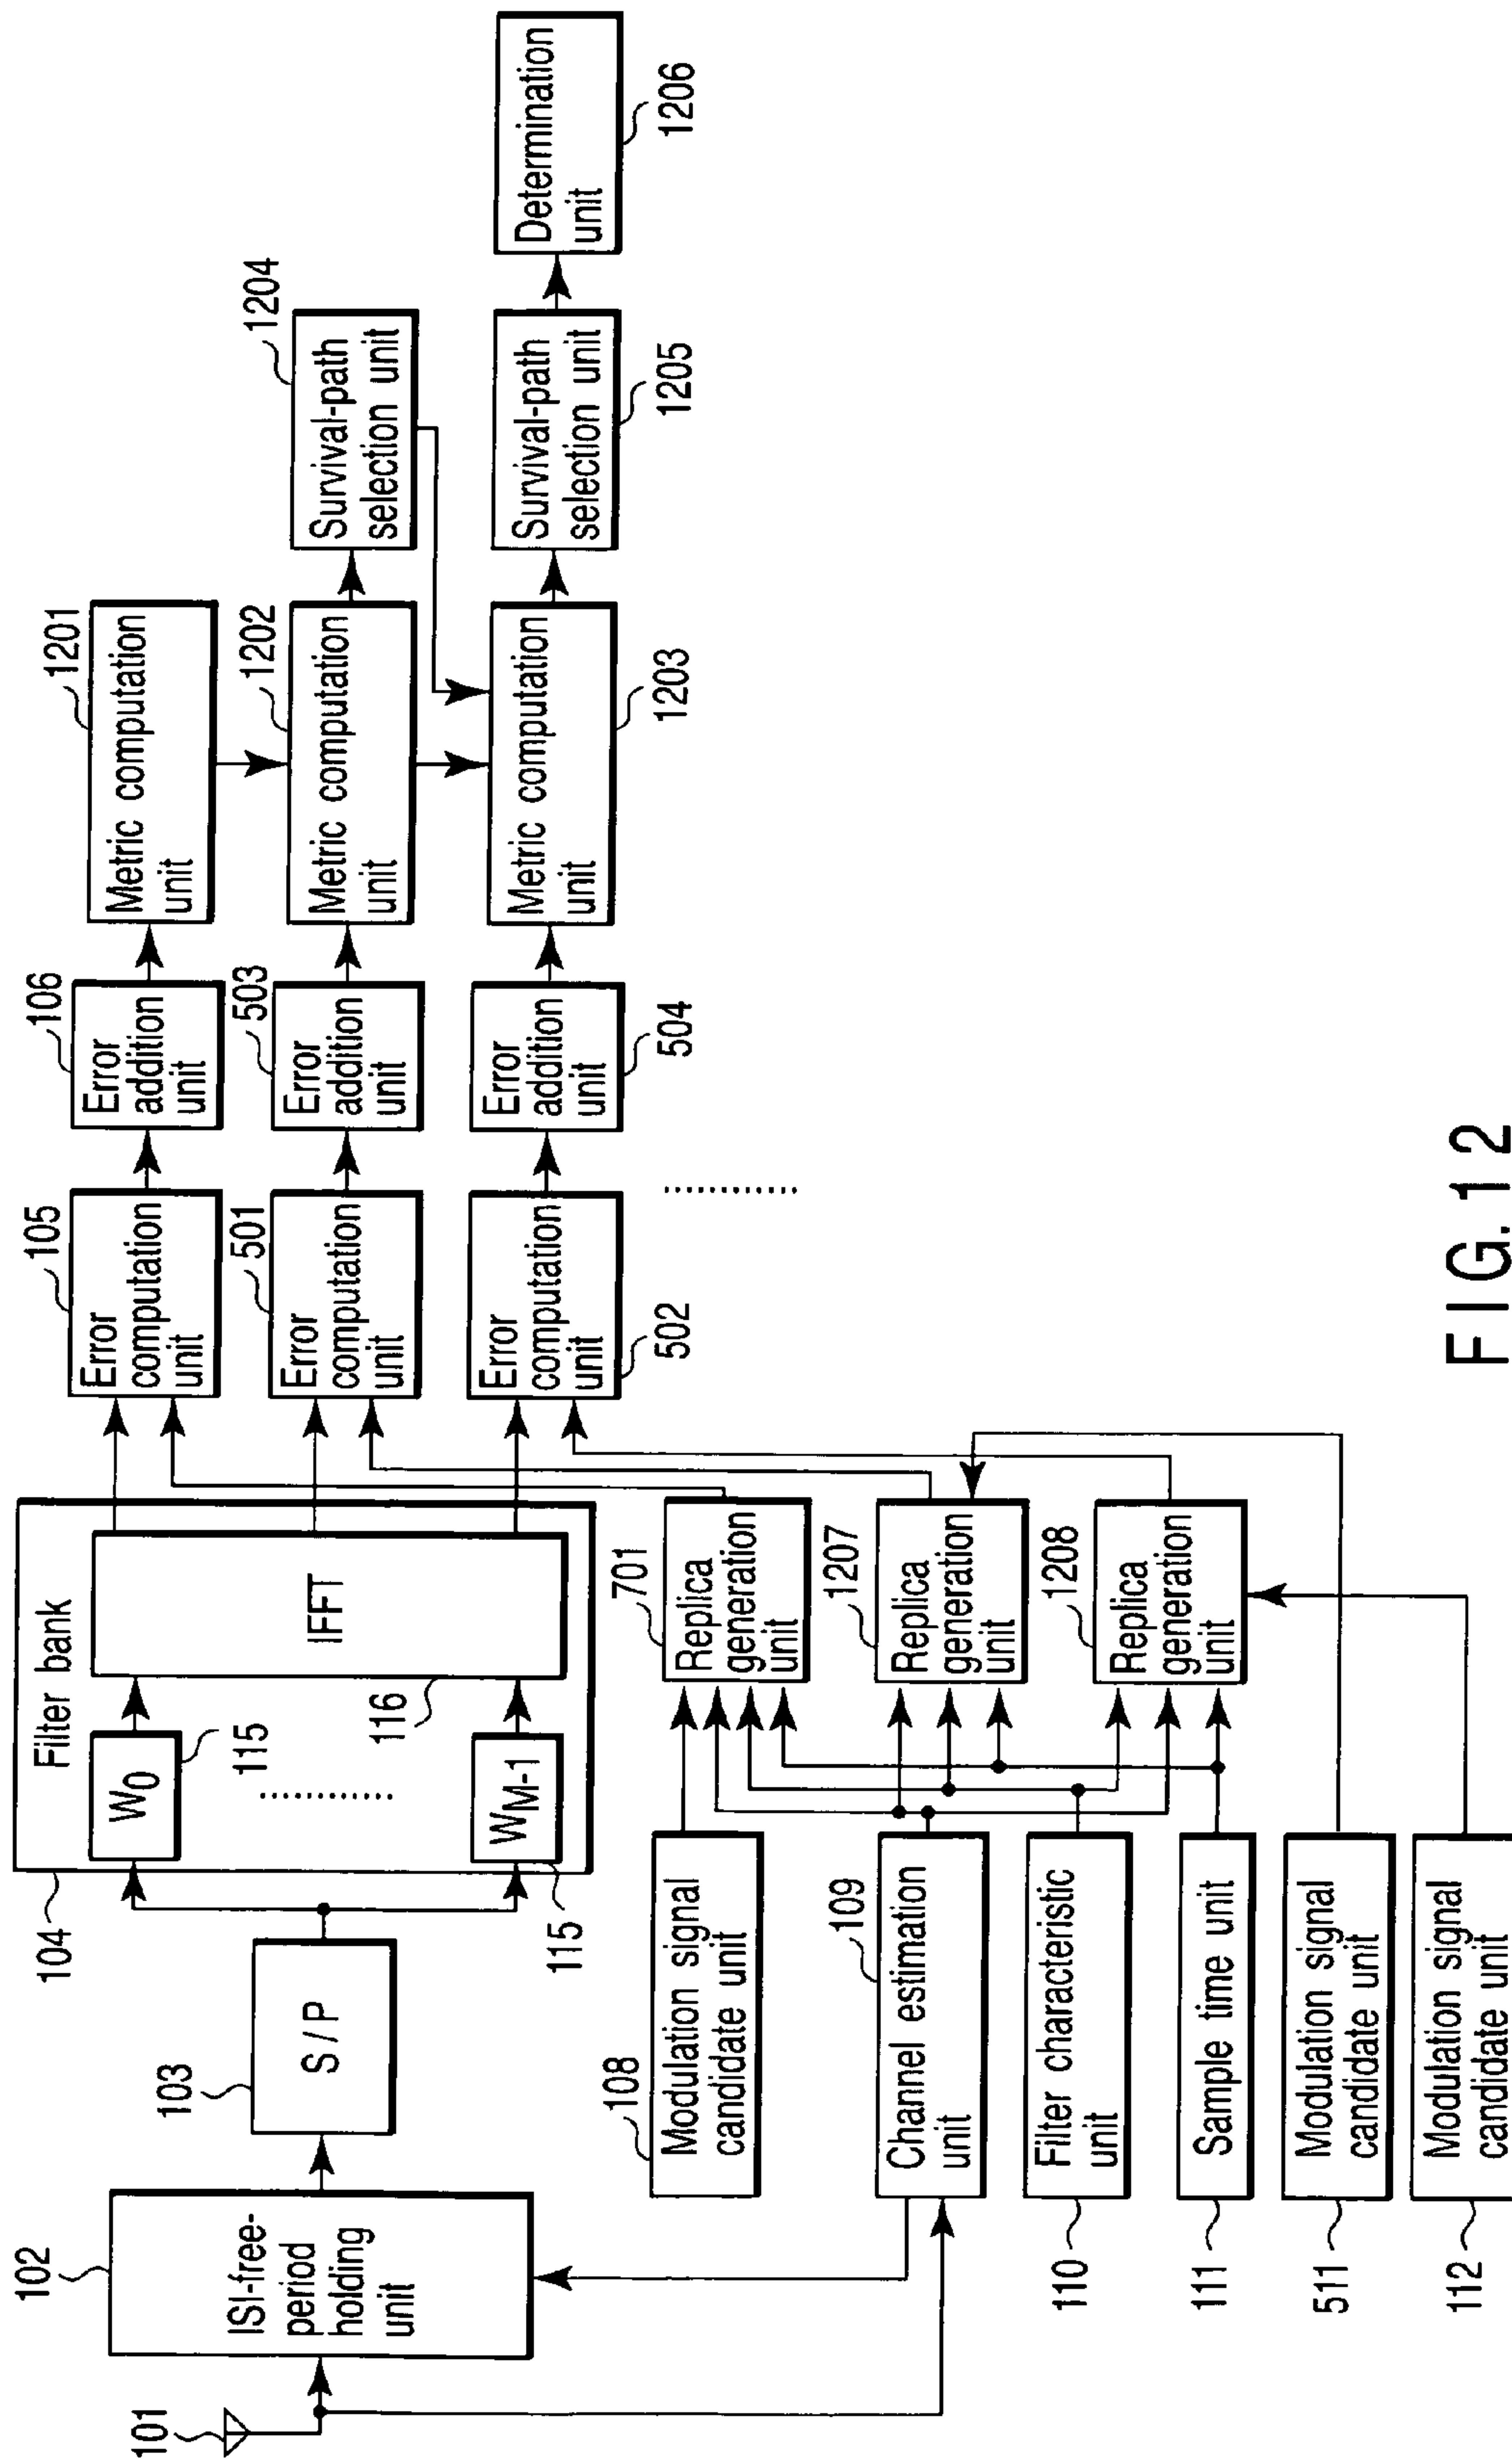 101
102
ISI-free-
period
holding
unit
103
S / P
104
Filter bank
W0
115
WM-1
115
116
IFFT
105
Error
computation
unit
501
Error
computation
unit
502
Error
computation
unit
106
Error
addition
unit
503
Error
addition
unit
504
Error
addition
unit
1201
Metric computation
unit
1202
Metric computation
unit
1203
Metric computation
unit
1204
Survival-path
selection unit
1205
Survival-path
selection unit
1206
Determination
unit
108
Modulation signal
candidate unit
109
Channel estimation
unit
110
Filter characteristic
unit
111
Sample time unit
511
Modulation signal
candidate unit
112
Modulation signal
candidate unit
701
Replica
generation
unit
1207
Replica
generation
unit
1208
Replica
generation
unit
FIG. 12